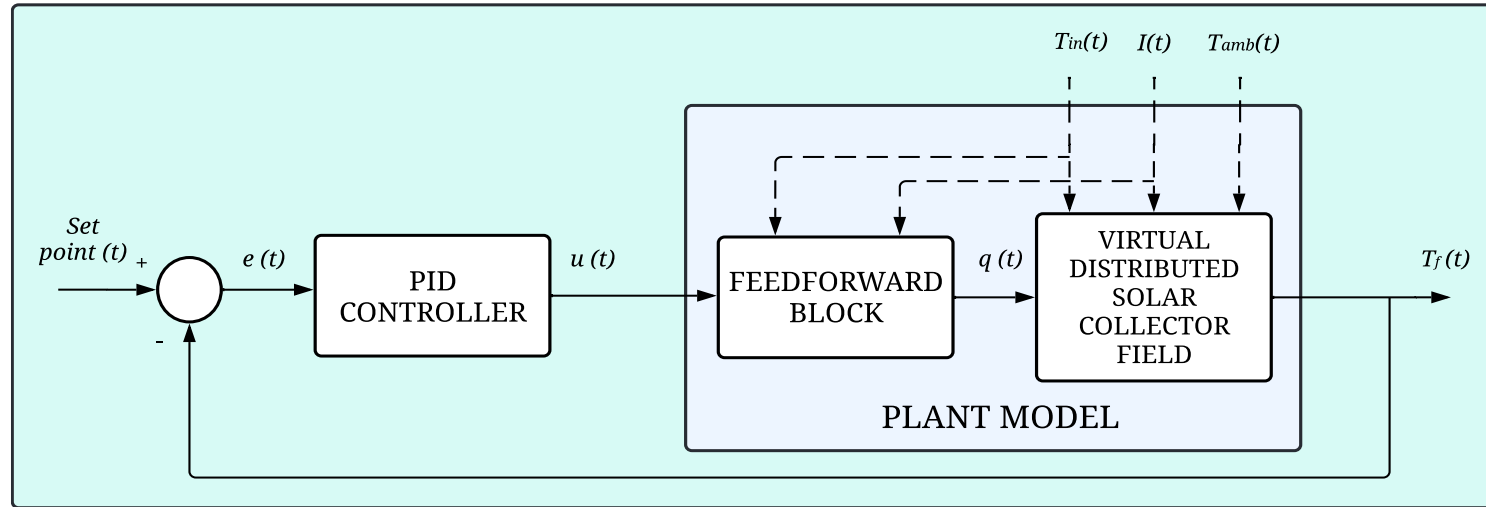 Tin(t) I(t) Tamb(t)
Set
point (t)
+
e (t)
PID
CONTROLLER
u (t)
FEEDFORWARD
BLOCK
q (t)
VIRTUAL
DISTRIBUTED
SOLAR
COLLECTOR
FIELD
Tf (t)
-
PLANT MODEL